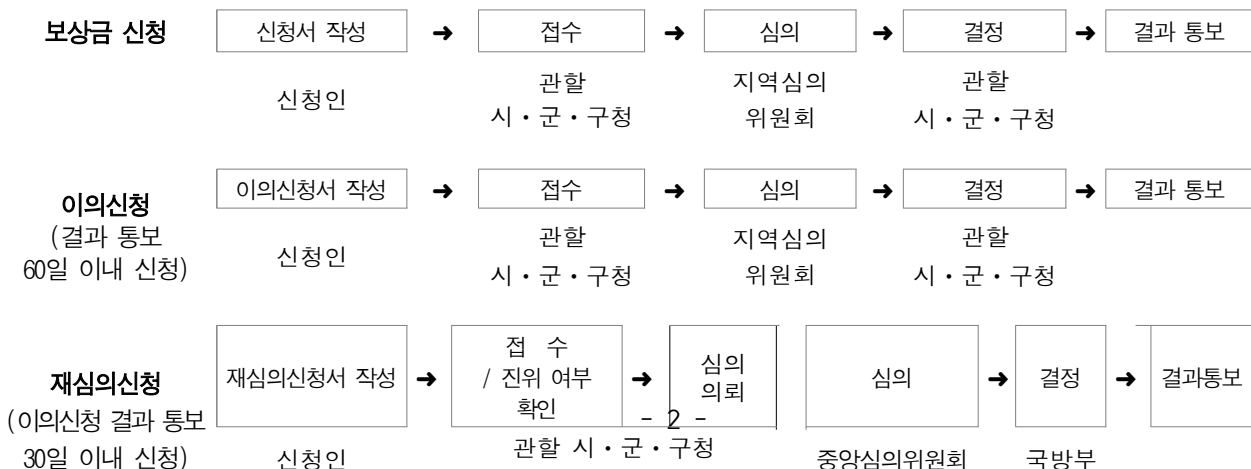 보상금 신청 신청서 작성 ➜ 접수 ➜ 심의 ➜ 결정 ➜ 결과 통보
신청인 관할 지역심의 관할
시·군·구청 위원회 시·군·구청
이의신청서 작성 ➜ 접수 ➜ 심의 ➜ 결정 ➜ 결과 통보
이의신청
(결과 통보
60일 이내 신청)
신청인 관할 지역심의 관할
시·군·구청 위원회 시·군·구청
재심의신청
(이의신청 결과 통보
30일 이내 신청)
재심의신청서 작성 ➜ 접 수
/ 진위 여부
확인
➜ 심의
의뢰
심의 ➜ 결정 ➜ 결과통보
- 2 -
신청인 관할 시·군·구청 중앙심의위원회 국방부